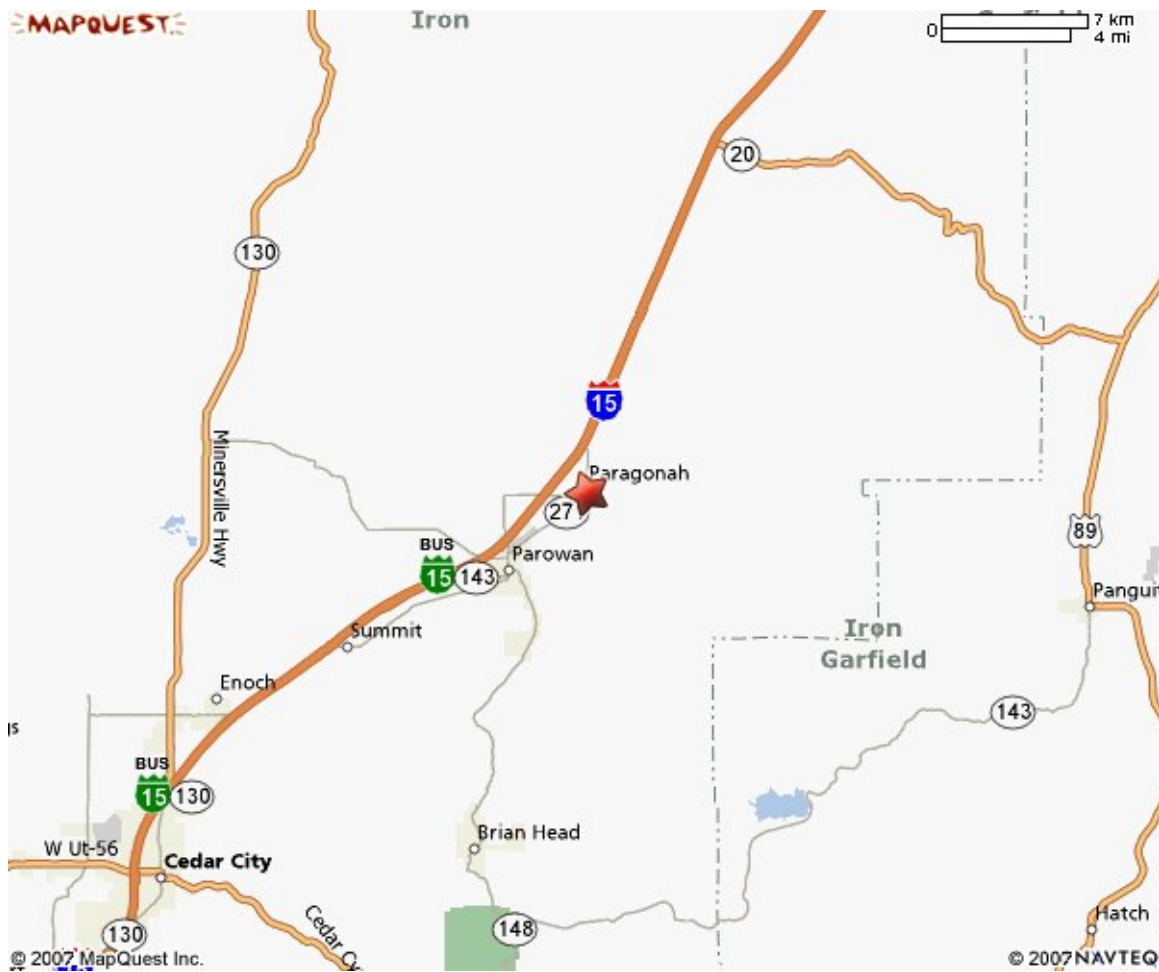 MAPQUEST.
Iron
0
7 km
4 mi
20
130
15
Minersville Hwy
Paragonah
27
BUS
15
143
Parowan
89
Summit
Iron
Garfield
Enoch
143
BUS
15
130
Brian Head
W Ut-56
Cedar City
148
Hatch
130
Cedar
© 2007 MapQuest Inc.
© 2007 NAVTEQ